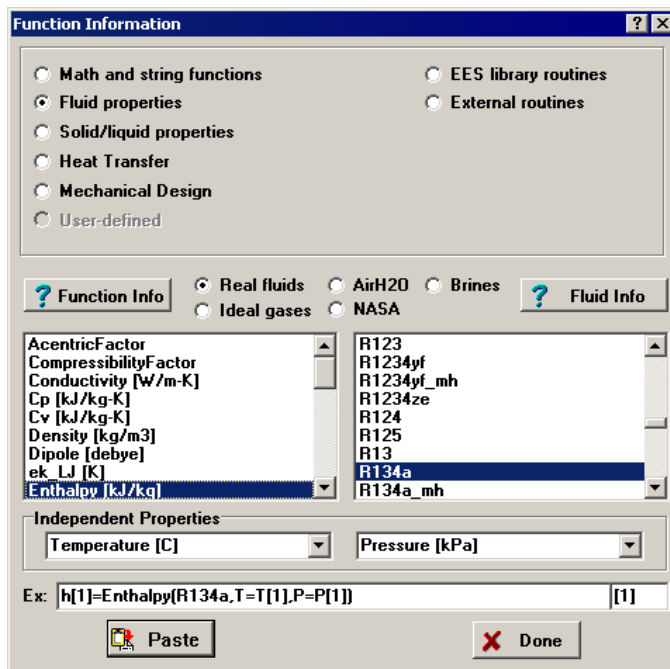 Function Information
Math and string functions
EES library routines
Fluid properties
External routines
Solid/liquid properties
Heat Transfer
Mechanical Design
User-defined
? Function Info
Real fluids
AirH2O
Brines
? Fluid Info
Ideal gases
NASA
AcentricFactor
CompressibilityFactor
Conductivity [W/m-K]
Cp [kJ/kg-K]
Cv [kJ/kg-K]
Density [kg/m3]
Dipole [debye]
ek_LJ [K]
Enthalpy [kJ/kg]
R123
R1234yf
R1234yf_mh
R1234ze
R124
R125
R13
R134a
R134a_mh
Independent Properties
Temperature [C]
Pressure [kPa]
Ex: h[1]=Enthalpy(R134a,T=T[1],P=P[1])
[1]
Paste
Done